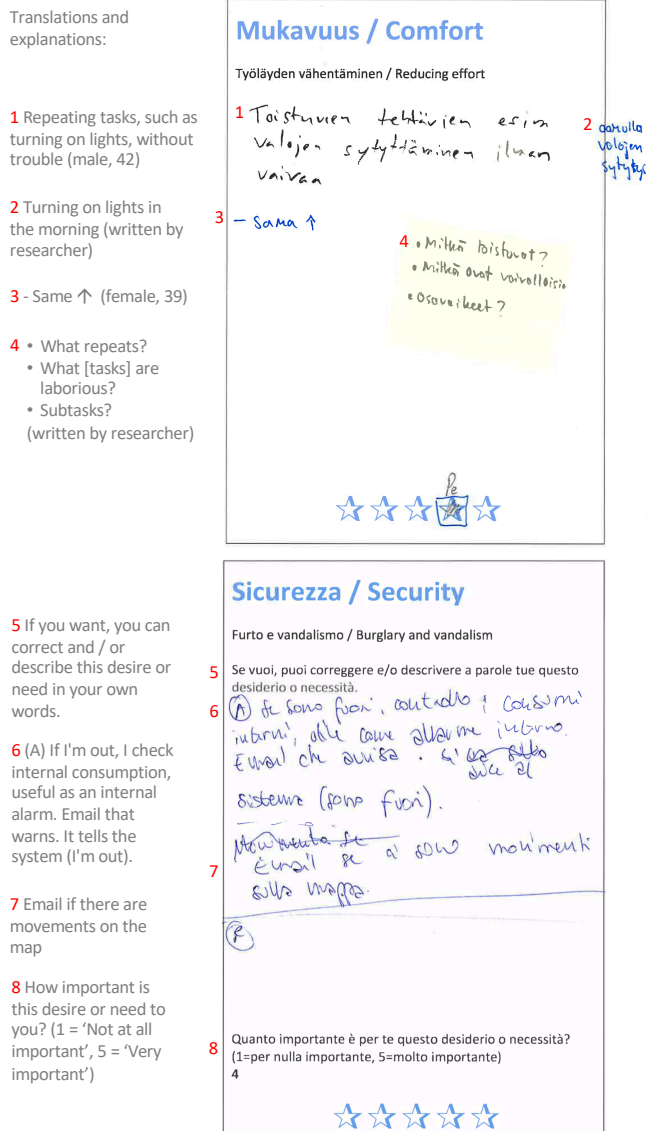 Translations and
explanations:
1 Repeating tasks, such as
turning on lights, without
trouble (male, 42)
2 Turning on lights in
the morning (written by
researcher)
3 - Same ↑ (female, 39)
4 • What repeats?
• What [tasks] are
laborious?
• Subtasks?
(written by researcher)
Mukavuus / Comfort
Työläyden vähentäminen / Reducing effort
1 Toistuvien tehtävien esim
valojen sytyttäminen ilman
vaivaa
2 aamulla
valojen
3 - Sama ↑
4 • Mitkä toistuvat?
• Mitkä ovat
• Osavaiheet?
Pe
5 If you want, you can
correct and / or
describe this desire or
need in your own
words.
6 (A) If I'm out, I check
internal consumption,
useful as an internal
alarm. Email that
warns. It tells the
system (I'm out).
7 Email if there are
movements on the
map
8 How important is
this desire or need to
you? (1 = ‘Not at all
important’, 5 = ‘Very
important’)
Sicurezza / Security
Furto e vandalismo / Burglary and vandalism
5 Se vuoi, puoi correggere e/o descrivere a parole tue questo
desiderio o necessità.
6 (A) Se sono fuori, controllo i consumi
interni, utile come allarme interno.
Email che avvisa. dice al
sistema (sono fuori).
7 Email se ci sono movimenti
sulla mappa.
8 Quanto importante è per te questo desiderio o necessità?
(1=per nulla importante, 5=molto importante)
4